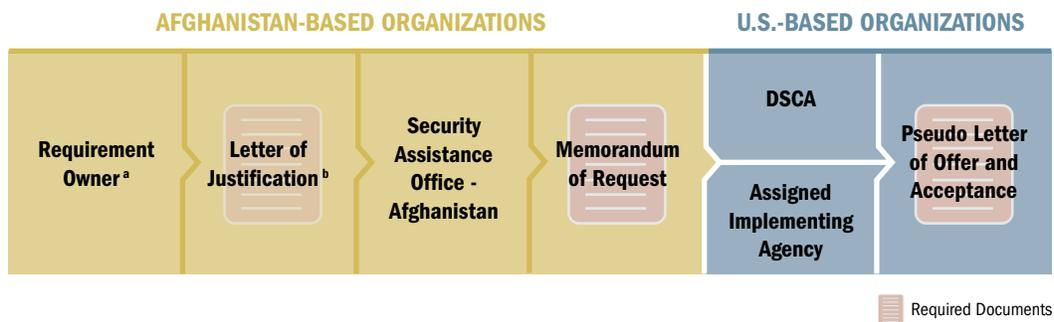 AFGHANISTAN-BASED ORGANIZATIONS
U.S.-BASED ORGANIZATIONS
Requirement
Owner a
Letter of
Justification b
Security
Assistance
Office -
Afghanistan
Memorandum
of Request
DSCA
Assigned
Implementing
Agency
Pseudo Letter
of Offer and
Acceptance
Required Documents